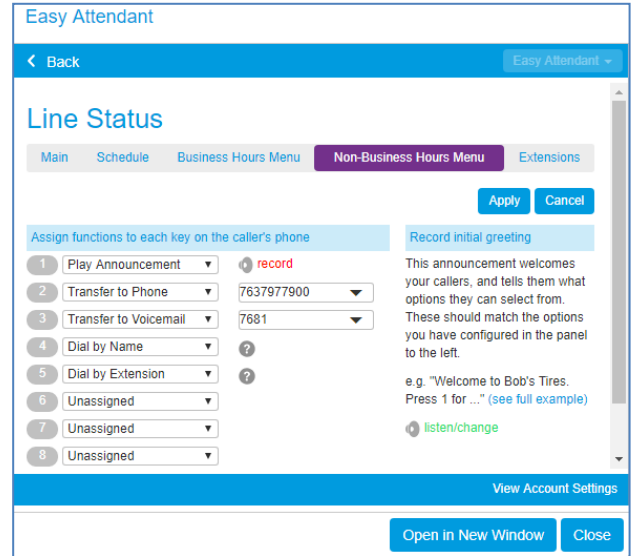 Easy Attendant
Back
Easy Attendant
Line Status
Main Schedule Business Hours Menu Non-Business Hours Menu Extensions
Apply Cancel
Assign functions to each key on the caller's phone
1 Play Announcement record
2 Transfer to Phone 7637977900
3 Transfer to Voicemail 7681
4 Dial by Name ?
5 Dial by Extension ?
6 Unassigned
7 Unassigned
8 Unassigned
Record initial greeting
This announcement welcomes
your callers, and tells them what
options they can select from.
These should match the options
you have configured in the panel
to the left.
e.g. "Welcome to Bob's Tires.
Press 1 for ..." (see full example)
listen/change
View Account Settings
Open in New Window Close